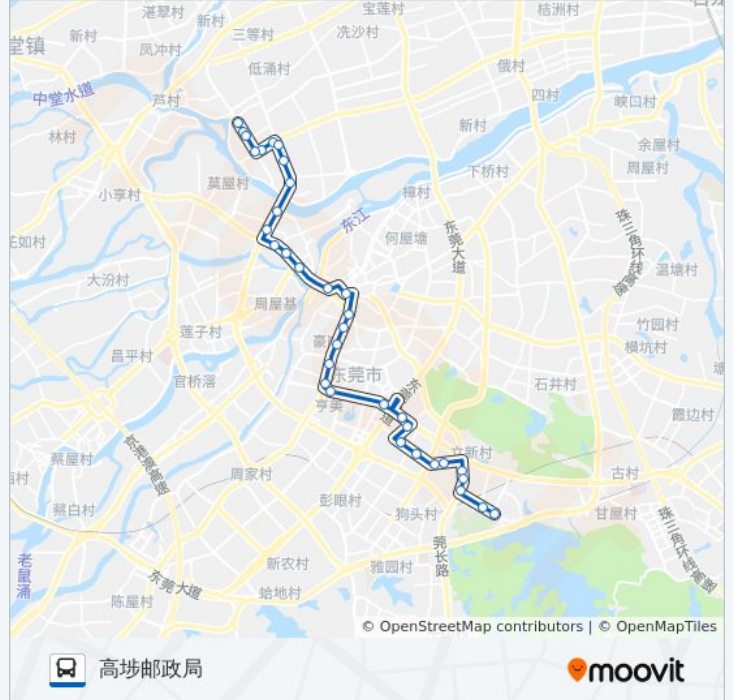 湛翠村
新村
宝莲村
桔洲村
新村
三等村
冼沙村
堂镇
凤冲村
低涌村
俄村
中堂水道
芦村
四村
峡口村
林村
新村
余屋村
下桥村
周屋村
莫屋村
小享村
樟村
东江
何屋塘
东莞大道
珠三角环线高速
温塘村
大汾村
周屋基
竹园村
莲子村
横坑村
昌平村
东莞市
官桥滘
石井村
亨美
霞边村
立新村
京港澳高速
蔡屋村
周家村
古村
彭眼村
蔡白村
狗头村
甘屋村
珠三角环线高速
莞长路
老鼠涌
新农村
雅园村
东莞大道
蛤地村
陈屋村
© OpenStreetMap contributors | © OpenMapTiles
高埗邮政局
moovit